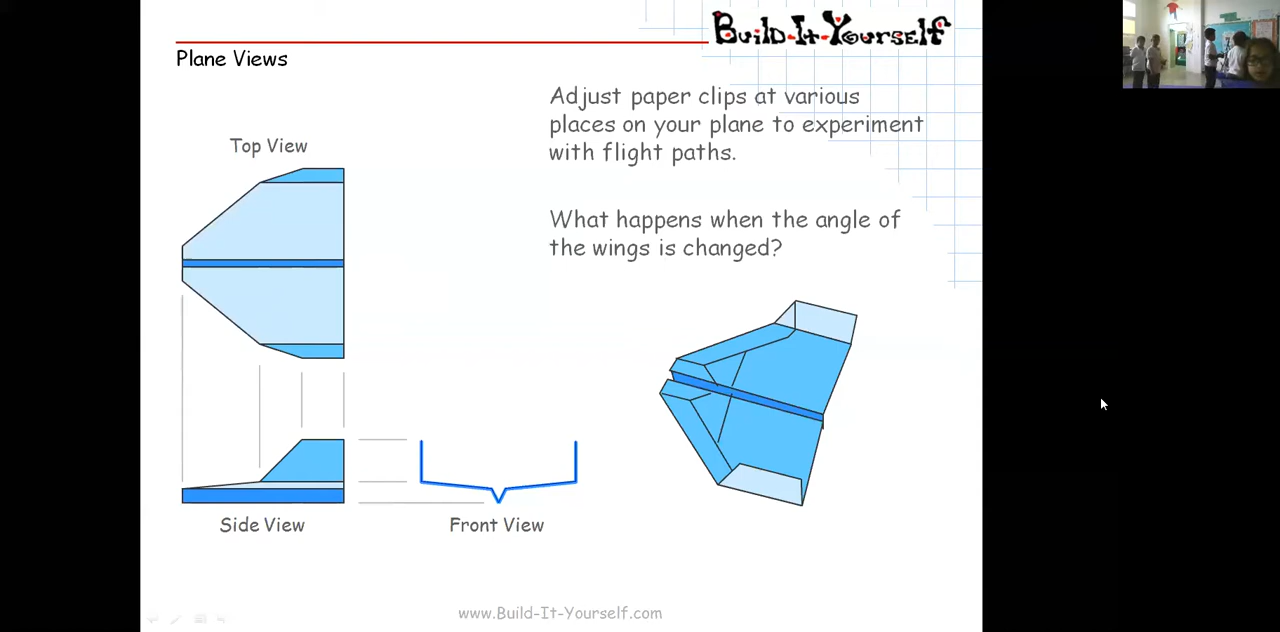 Build-It-Yourself
Plane Views
Adjust paper clips at various
places on your plane to experiment
with flight paths.
Top View
What happens when the angle of
the wings is changed?
Side View
Front View
www.Build-It-Yourself.com